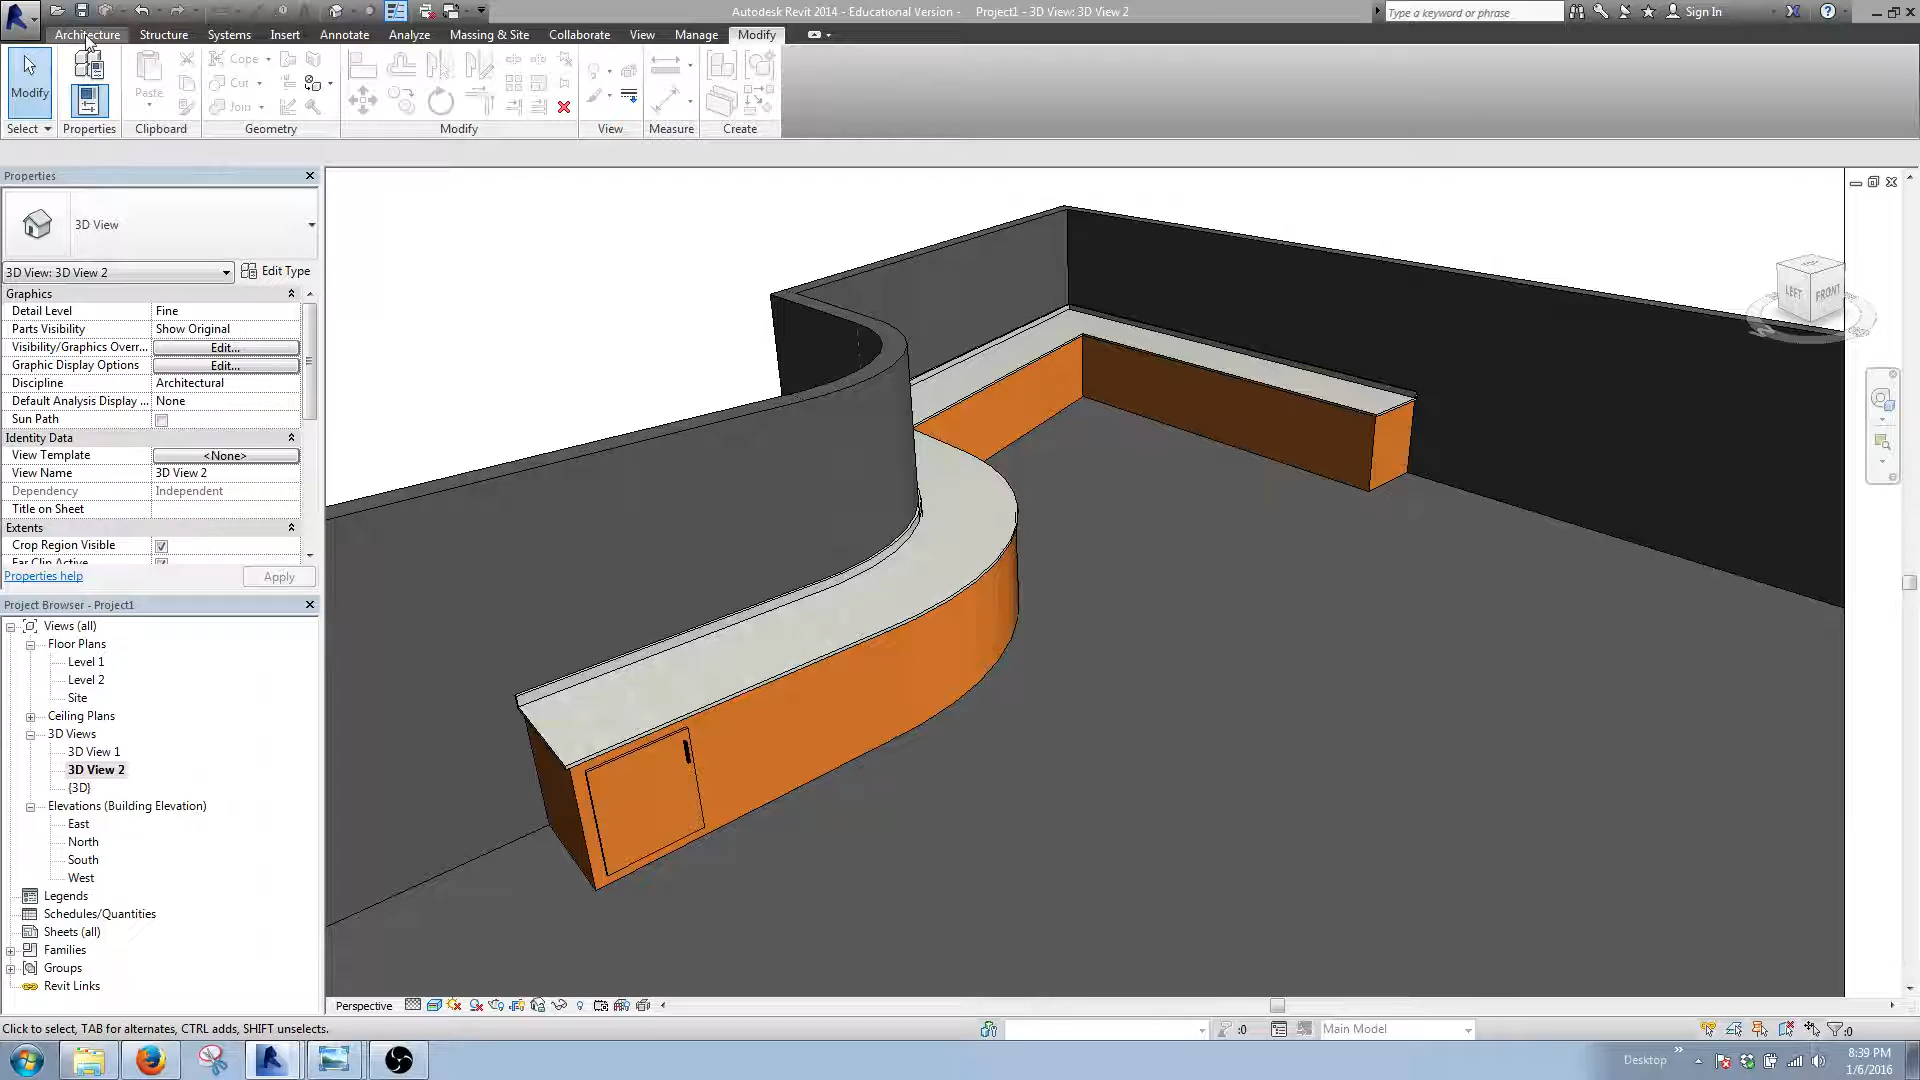 Autodesk Revit 2014 - Educational Version - Project1 - 3D View: 3D View 2
Type a keyword or phrase
Sign In
Architecture Structure Systems Insert Annotate Analyze Massing & Site Collaborate View Manage Modify
Modify
Paste
Cope
Cut
Join
Select Properties Clipboard Geometry Modify View Measure Create
Properties
3D View
3D View: 3D View 2
Edit Type
Graphics
Detail Level Fine
Parts Visibility Show Original
Visibility/Graphics Overr... Edit...
Graphic Display Options Edit...
Discipline Architectural
Default Analysis Display ... None
Sun Path
Identity Data
View Template <None>
View Name 3D View 2
Dependency Independent
Title on Sheet
Extents
Crop Region Visible
Far Clip Active
Properties help
Apply
Project Browser - Project1
Views (all)
Floor Plans
Level 1
Level 2
Site
Ceiling Plans
3D Views
3D View 1
3D View 2
{3D}
Elevations (Building Elevation)
East
North
South
West
Legends
Schedules/Quantities
Sheets (all)
Families
Groups
Revit Links
LEFT FRONT
Perspective
Click to select, TAB for alternates, CTRL adds, SHIFT unselects.
:0
Main Model
:0
Desktop
8:39 PM
1/6/2016